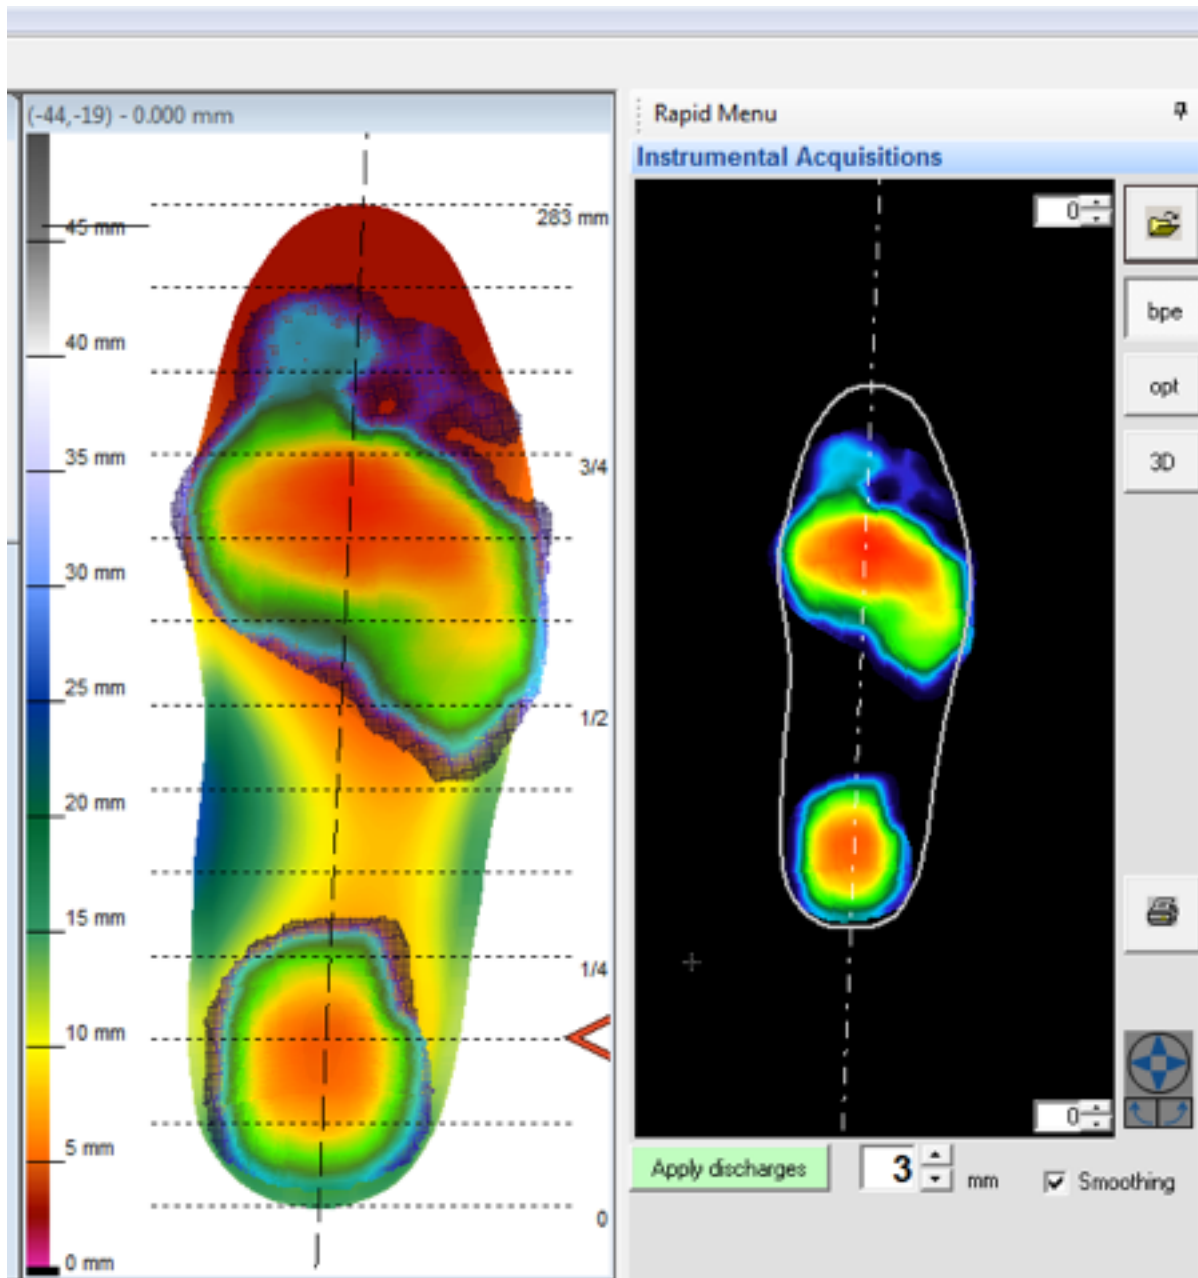 (-44,-19) - 0.000 mm
45 mm
40 mm
35 mm
30 mm
25 mm
20 mm
15 mm
10 mm
5 mm
0 mm
283 mm
3/4
1/2
1/4
0
Rapid Menu
Instrumental Acquisitions
0
bpe
opt
3D
0
Apply discharges
3
mm
Smoothing